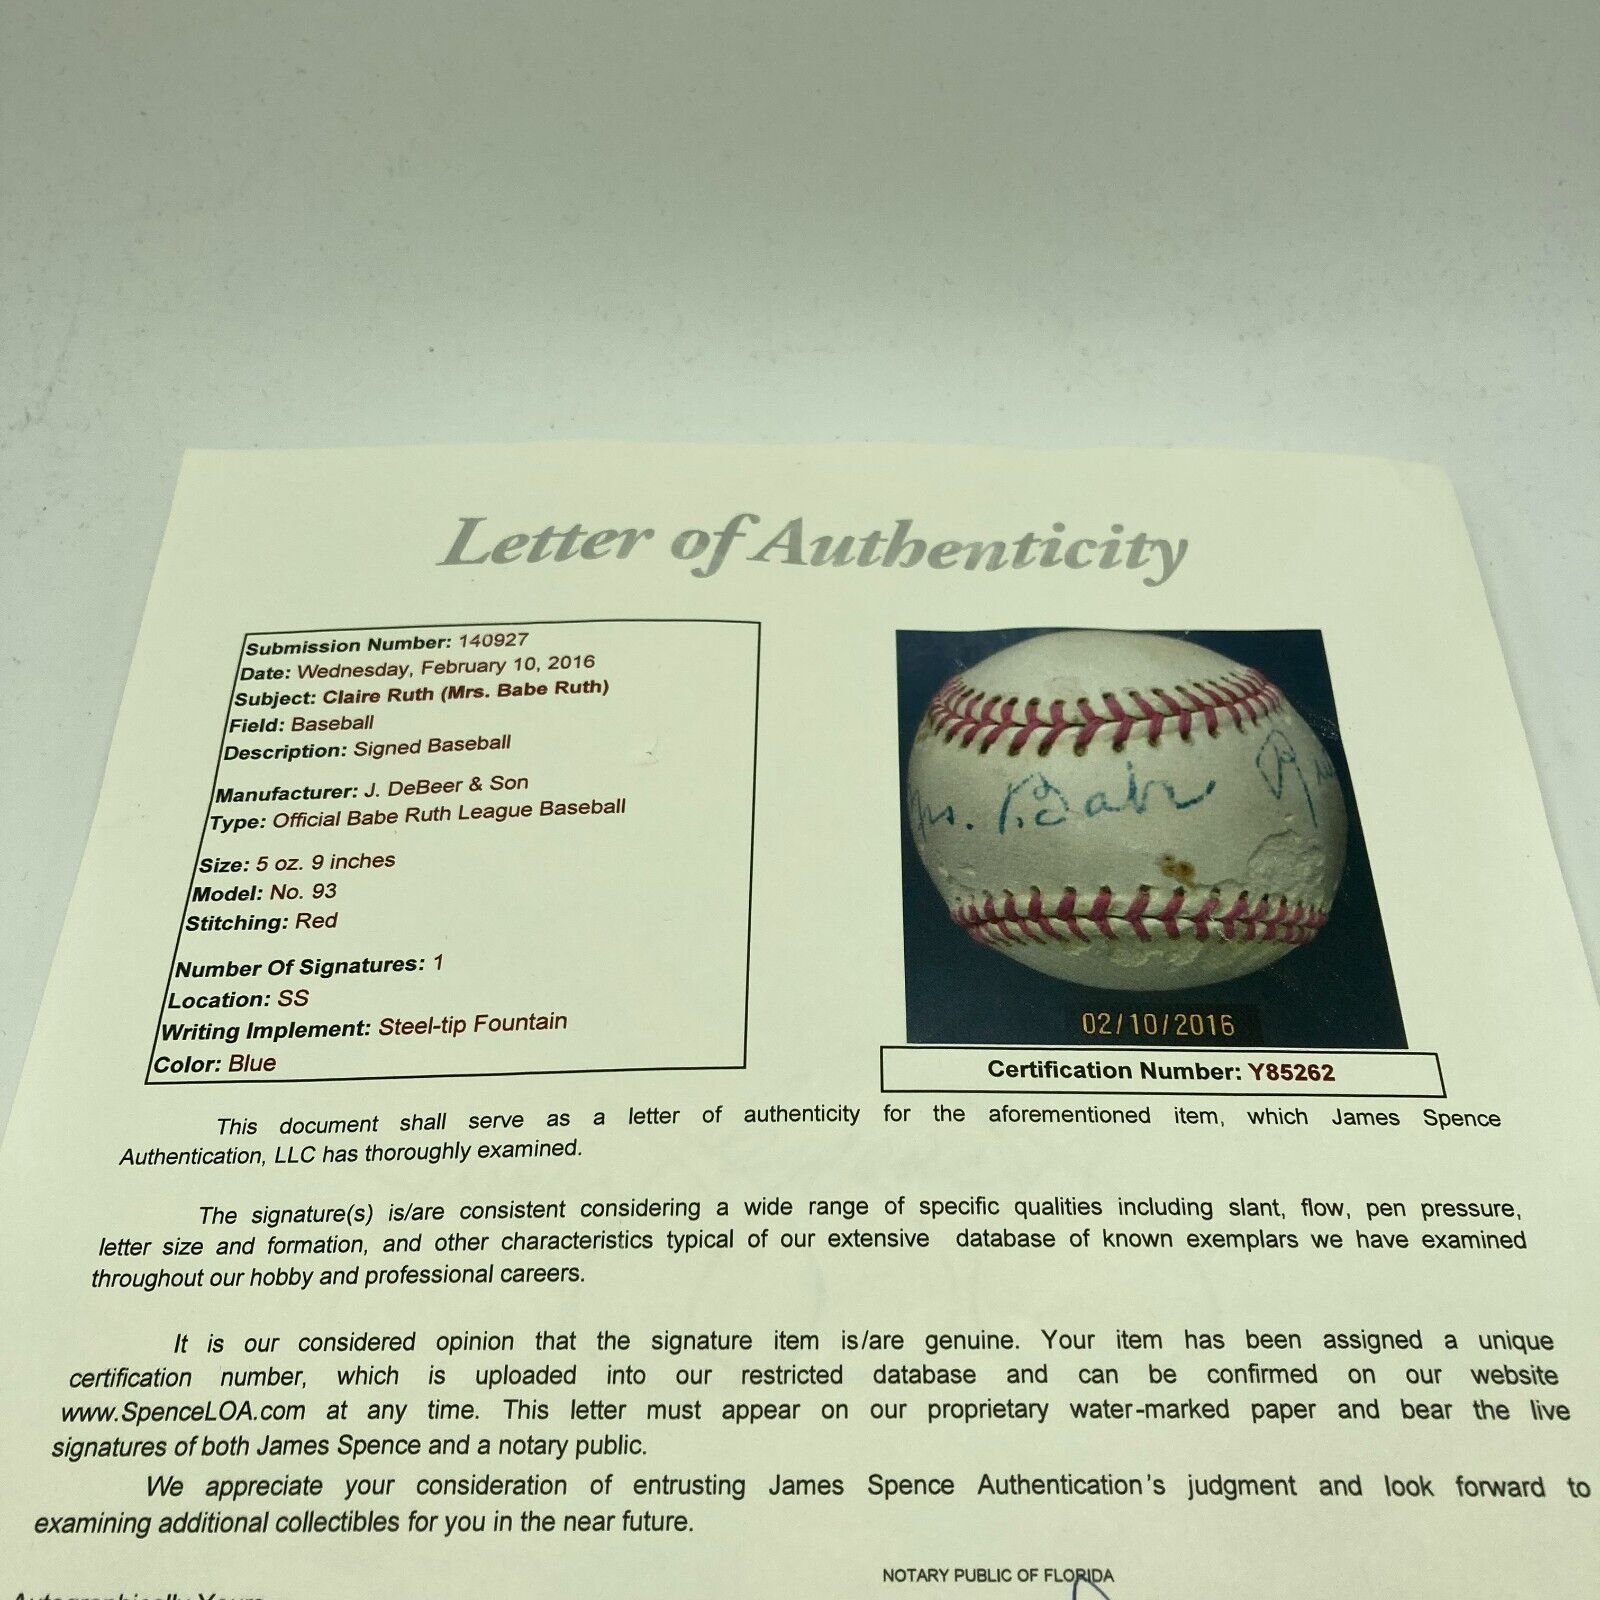 Letter of Authenticity
Submission Number: 140927
Date: Wednesday, February 10, 2016
Subject: Claire Ruth (Mrs. Babe Ruth)
Field: Baseball
Description: Signed Baseball
Manufacturer: J. DeBeer & Son
Type: Official Babe Ruth League Baseball
Size: 5 oz. 9 inches
Model: No. 93
Stitching: Red
Number Of Signatures: 1
Location: SS
Writing Implement: Steel-tip Fountain
Color: Blue
Mrs. Babe Ru
02/10/2016
Certification Number: Y85262
This document shall serve as a letter of authenticity for the aforementioned item, which James Spence
Authentication, LLC has thoroughly examined.
The signature(s) is/are consistent considering a wide range of specific qualities including slant, flow, pen pressure,
letter size and formation, and other characteristics typical of our extensive database of known exemplars we have examined
throughout our hobby and professional careers.
It is our considered opinion that the signature item is/are genuine. Your item has been assigned a unique
certification number, which is uploaded into our restricted database and can be confirmed on our website
www.SpenceLOA.com at any time. This letter must appear on our proprietary water-marked paper and bear the live
signatures of both James Spence and a notary public.
We appreciate your consideration of entrusting James Spence Authentication's judgment and look forward to
examining additional collectibles for you in the near future.
NOTARY PUBLIC OF FLORIDA
Autographically Yours